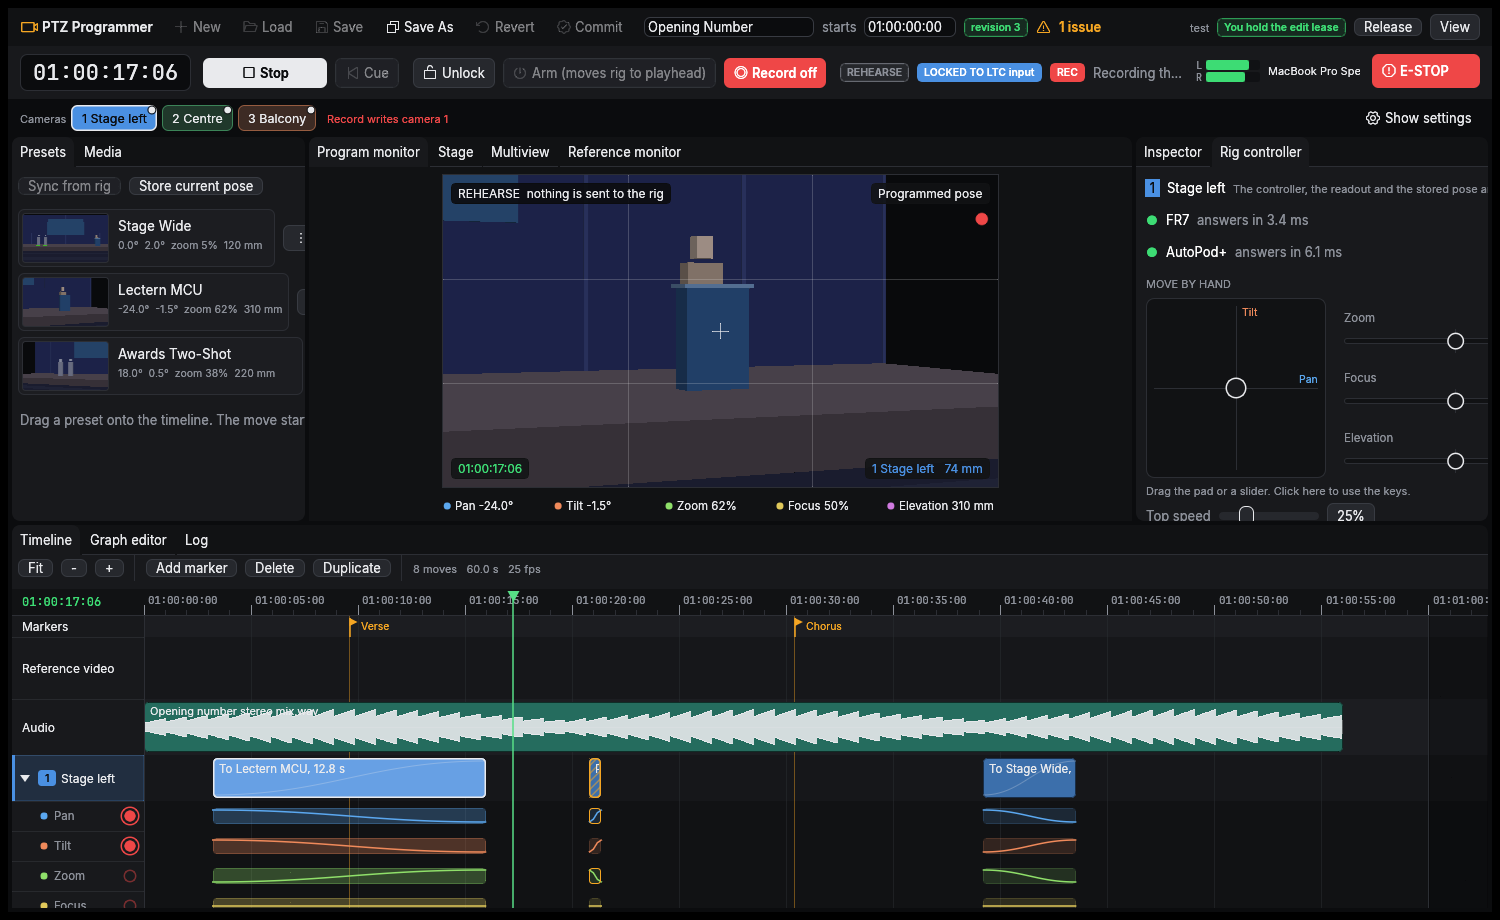 PTZ Programmer New Load Save Save As Revert Commit Opening Number starts 01:00:00:00 revision 3 1 issue test You hold the edit lease Release View
01:00:17:06 Stop Cue Unlock Arm (moves rig to playhead) Record off REHEARSE LOCKED TO LTC input REC Recording th... L R MacBook Pro Spe E-STOP
Cameras 1 Stage left 2 Centre 3 Balcony Record writes camera 1 Show settings
Presets Media
Sync from rig Store current pose
Stage Wide
0.0° 2.0° zoom 5% 120 mm
Lectern MCU
-24.0° -1.5° zoom 62% 310 mm
Awards Two-Shot
18.0° 0.5° zoom 38% 220 mm
Drag a preset onto the timeline. The move star
Program monitor Stage Multiview Reference monitor
REHEARSE nothing is sent to the rig Programmed pose
01:00:17:06 1 Stage left 74 mm
Pan -24.0° Tilt -1.5° Zoom 62% Focus 50% Elevation 310 mm
Inspector Rig controller
1 Stage left The controller, the readout and the stored pose a
FR7 answers in 3.4 ms
AutoPod+ answers in 6.1 ms
MOVE BY HAND
Tilt
Pan
Zoom
Focus
Elevation
Drag the pad or a slider. Click here to use the keys.
Top speed 25%
Timeline Graph editor Log
Fit - + Add marker Delete Duplicate 8 moves 60.0 s 25 fps
01:00:17:06 01:00:00:00 01:00:05:00 01:00:10:00 01:00:15:00 01:00:20:00 01:00:25:00 01:00:30:00 01:00:35:00 01:00:40:00 01:00:45:00 01:00:50:00 01:00:55:00 01:01:00:
Markers Verse Chorus
Reference video
Opening number stereo mix.wav
Audio
1 Stage left To Lectern MCU, 12.8 s To Stage Wide,
Pan
Tilt
Zoom
Focus